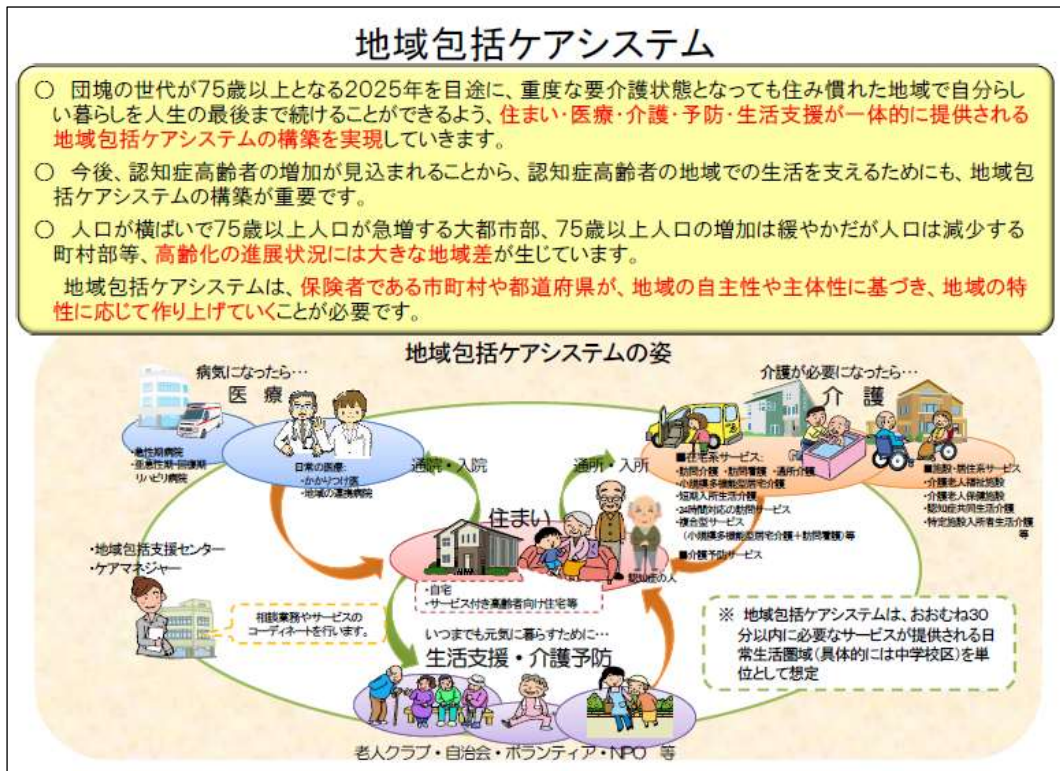 地域包括ケアシステム
○ 団塊の世代が75歳以上となる2025年を目途に、重度な要介護状態となっても住み慣れた地域で自分らし
い暮らしを人生の最後まで続けることができるよう、住まい・医療・介護・予防・生活支援が一体的に提供される
地域包括ケアシステムの構築を実現していきます。
○ 今後、認知症高齢者の増加が見込まれることから、認知症高齢者の地域での生活を支えるためにも、地域包
括ケアシステムの構築が重要です。
○ 人口が横ばいで75歳以上人口が急増する大都市部、75歳以上人口の増加は緩やかだが人口は減少する
町村部等、高齢化の進展状況には大きな地域差が生じています。
地域包括ケアシステムは、保険者である市町村や都道府県が、地域の自主性や主体性に基づき、地域の特
性に応じて作り上げていくことが必要です。
地域包括ケアシステムの姿
病気になったら…
医 療
・急性期病院
・亜急性期・回復期
リハビリ病院
日常の医療:
・かかりつけ医
・地域の連携病院
通院・入院
通所・入所
介護が必要になったら…
介 護
■在宅系サービス:
・訪問介護・訪問看護・通所介護
・小規模多機能型居宅介護
・短期入所生活介護
・24時間対応の訪問サービス
・複合型サービス
(小規模多機能型居宅介護+訪問看護)等
■介護予防サービス
■施設・居住系サービス
・介護老人福祉施設
・介護老人保健施設
・認知症共同生活介護
・特定施設入所者生活介護
等
住まい
・自宅
・サービス付き高齢者向け住宅等
認知症の人
・地域包括支援センター
・ケアマネジャー
相談業務やサービスの
コーディネートを行います。
いつまでも元気に暮らすために…
生活支援・介護予防
老人クラブ・自治会・ボランティア・NPO 等
※ 地域包括ケアシステムは、おおむね30
分以内に必要なサービスが提供される日
常生活圏域(具体的には中学校区)を単
位として想定